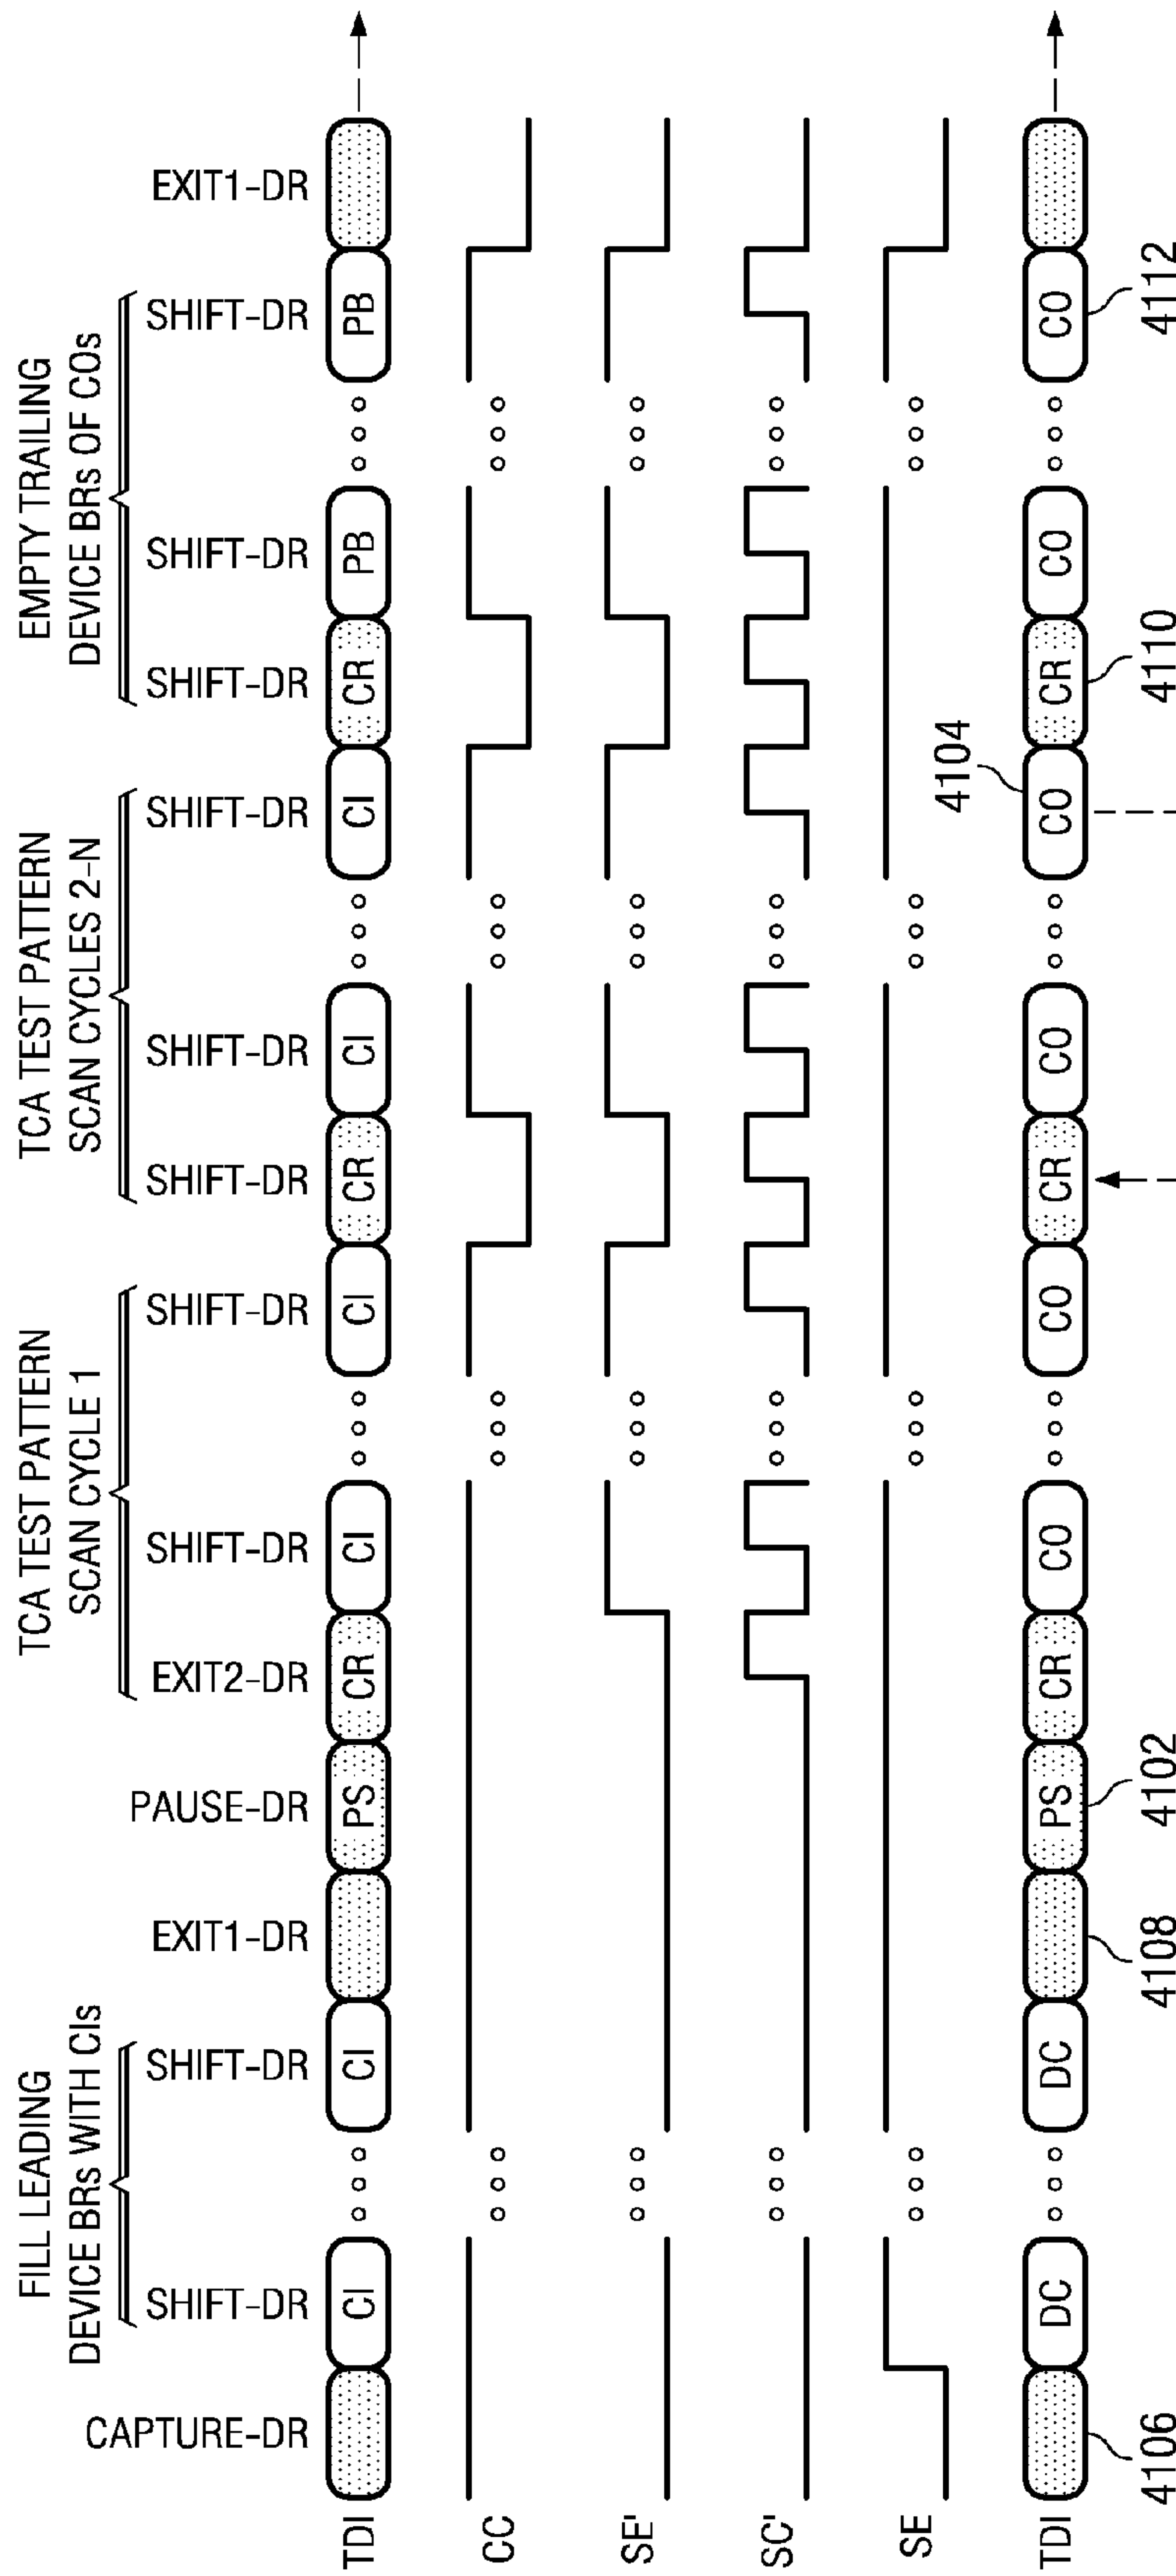 FILL LEADING
DEVICE BRs WITH CIs
TCA TEST PATTERN
SCAN CYCLE 1
TCA TEST PATTERN
SCAN CYCLES 2-N
EMPTY TRAILING
DEVICE BRs OF COs
CAPTURE-DR
SHIFT-DR
SHIFT-DR
EXIT1-DR
PAUSE-DR
EXIT2-DR
SHIFT-DR
SHIFT-DR
SHIFT-DR
SHIFT-DR
SHIFT-DR
SHIFT-DR
SHIFT-DR
SHIFT-DR
EXIT1-DR
TDI
CI
CI
PS
CR
CI
CI
CR
CI
CI
CR
PB
PB
CC
SE'
SC'
SE
4104
TDI
DC
DC
PS
CR
CO
CO
CR
CO
CO
CR
CO
CO
4106
4108
4102
4110
4112